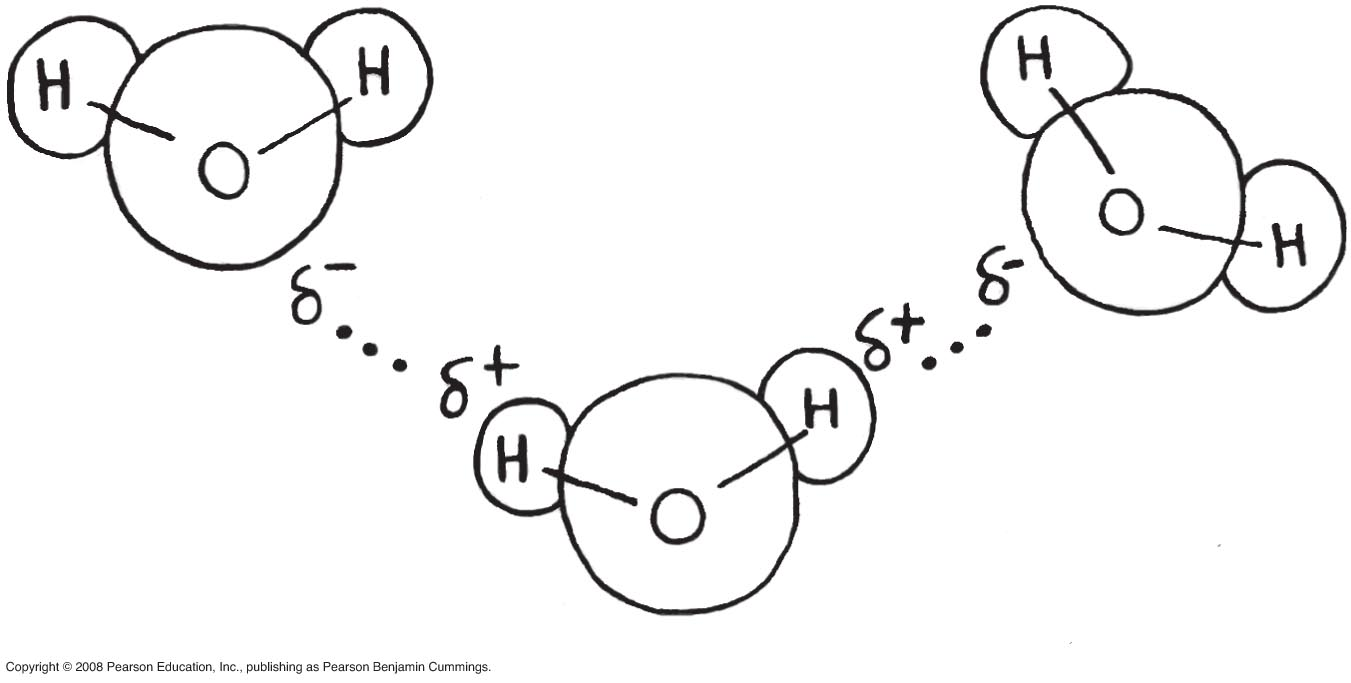 H
H
O
δ−
δ+
H
H
O
δ+
δ−
H
O
H
Copyright © 2008 Pearson Education, Inc., publishing as Pearson Benjamin Cummings.